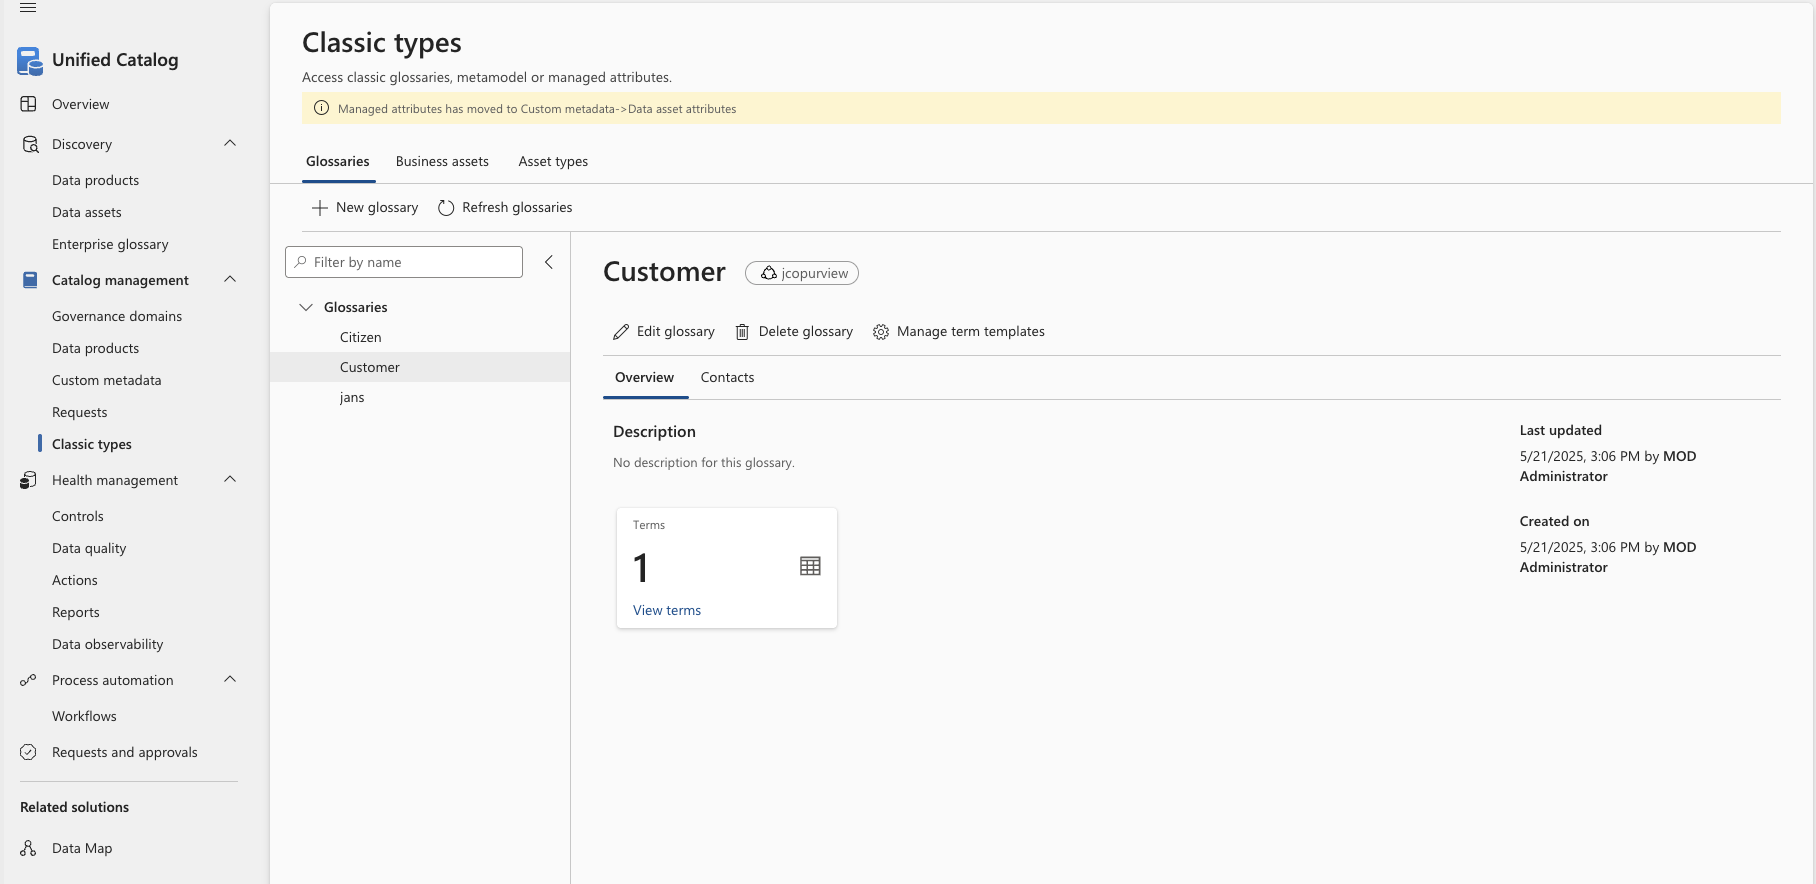 Unified Catalog
Overview
Discovery
Data products
Data assets
Enterprise glossary
Catalog management
Governance domains
Data products
Custom metadata
Requests
Classic types
Health management
Controls
Data quality
Actions
Reports
Data observability
Process automation
Workflows
Requests and approvals
Related solutions
Data Map
Classic types
Access classic glossaries, metamodel or managed attributes.
Managed attributes has moved to Custom metadata->Data asset attributes
Glossaries Business assets Asset types
New glossary Refresh glossaries
Filter by name
Glossaries
Citizen
Customer
jans
Customer jcopurview
Edit glossary Delete glossary Manage term templates
Overview Contacts
Description
No description for this glossary.
Terms
1
View terms
Last updated
5/21/2025, 3:06 PM by MOD
Administrator
Created on
5/21/2025, 3:06 PM by MOD
Administrator